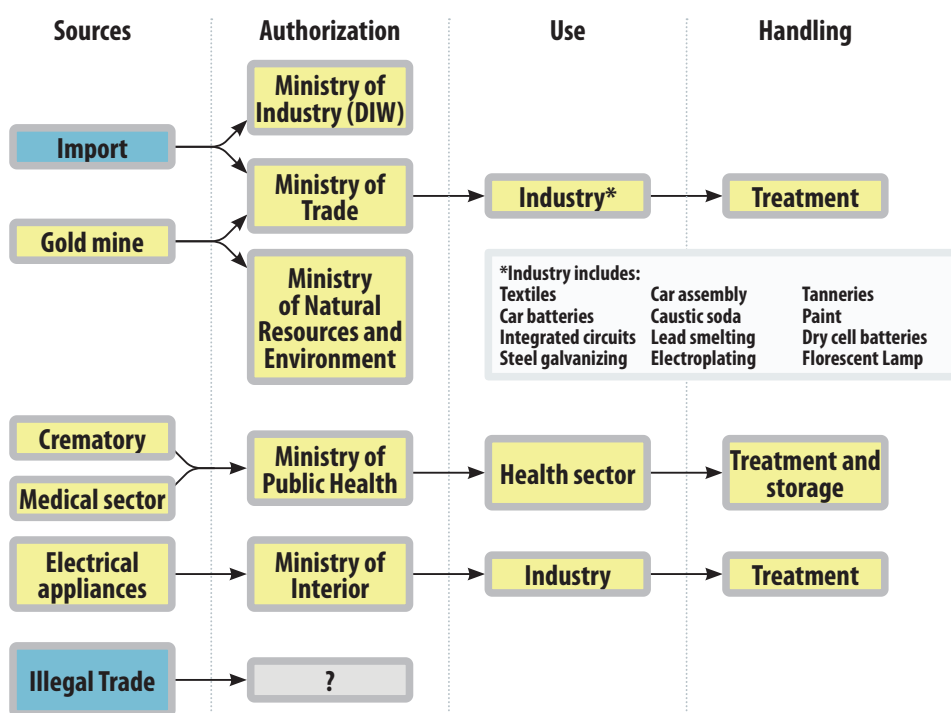 Sources
Authorization
Use
Handling
Import
Gold mine
Ministry of
Industry (DIW)
Ministry of
Trade
Ministry
of Natural
Resources and
Environment
Industry*
Treatment
*Industry includes:
Textiles
Car batteries
Integrated circuits
Steel galvanizing
Car assembly
Caustic soda
Lead smelting
Electroplating
Tanneries
Paint
Dry cell batteries
Florescent Lamp
Crematory
Medical sector
Ministry of
Public Health
Health sector
Treatment and
storage
Electrical
appliances
Ministry of
Interior
Industry
Treatment
Illegal Trade
?